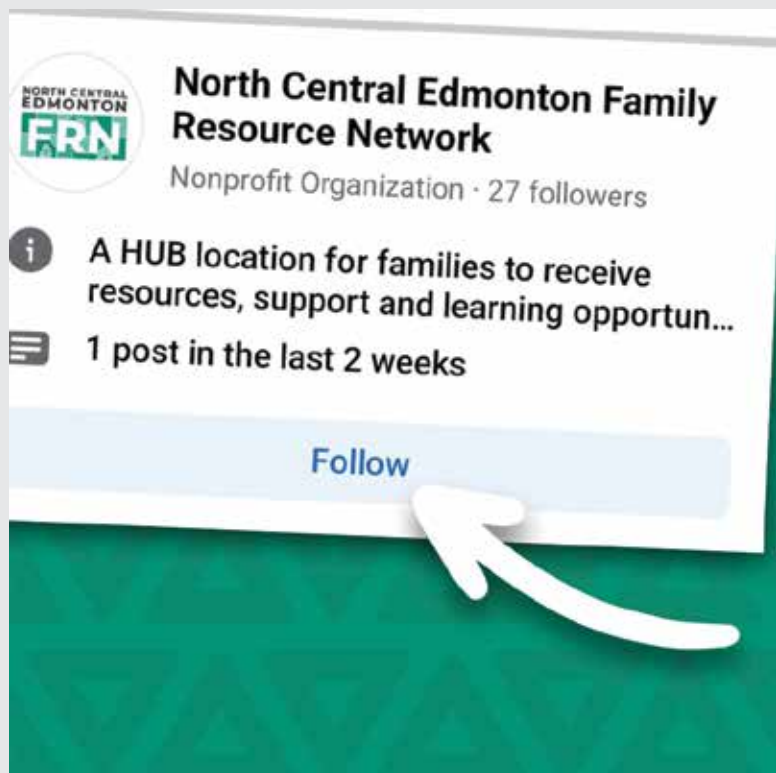 NORTH CENTRAL
EDMONTON
FRN
North Central Edmonton Family
Resource Network
Nonprofit Organization · 27 followers
A HUB location for families to receive
resources, support and learning opportun...
1 post in the last 2 weeks
Follow